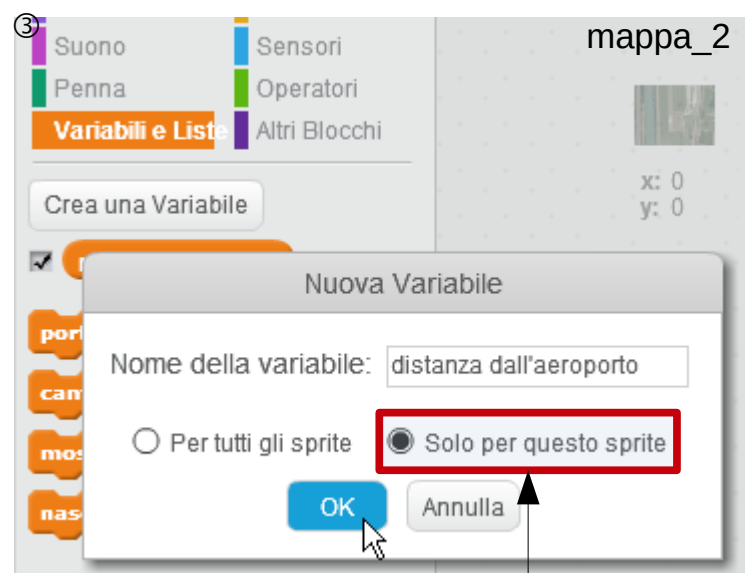 ③
mappa_2
Suono
Sensori
Penna
Operatori
Variabili e Liste
Altri Blocchi
x: 0
y: 0
Crea una Variabile
Nuova Variabile
Nome della variabile: distanza dall'aeroporto
Per tutti gli sprite
Solo per questo sprite
OK
Annulla